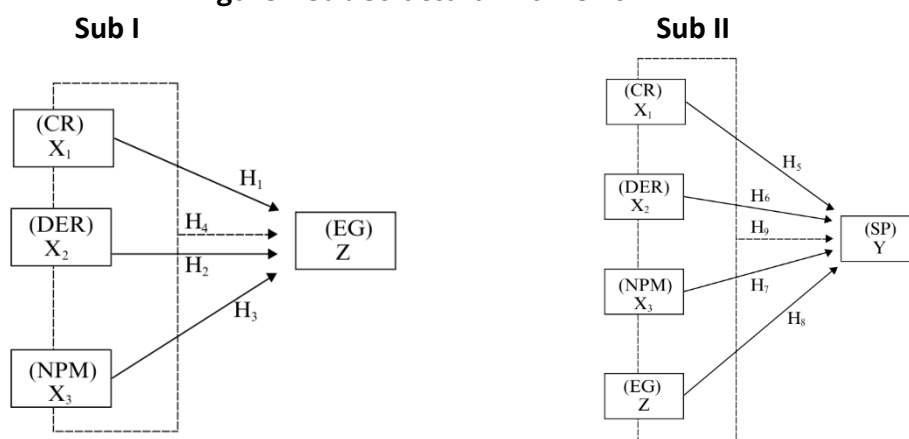 Sub I
Sub II
(CR)
X₁
(DER)
X₂
(NPM)
X₃
H₁
H₄
H₂
H₃
(EG)
Z
(CR)
X₁
(DER)
X₂
(NPM)
X₃
(EG)
Z
H₅
H₆
H₉
H₇
H₈
(SP)
Y